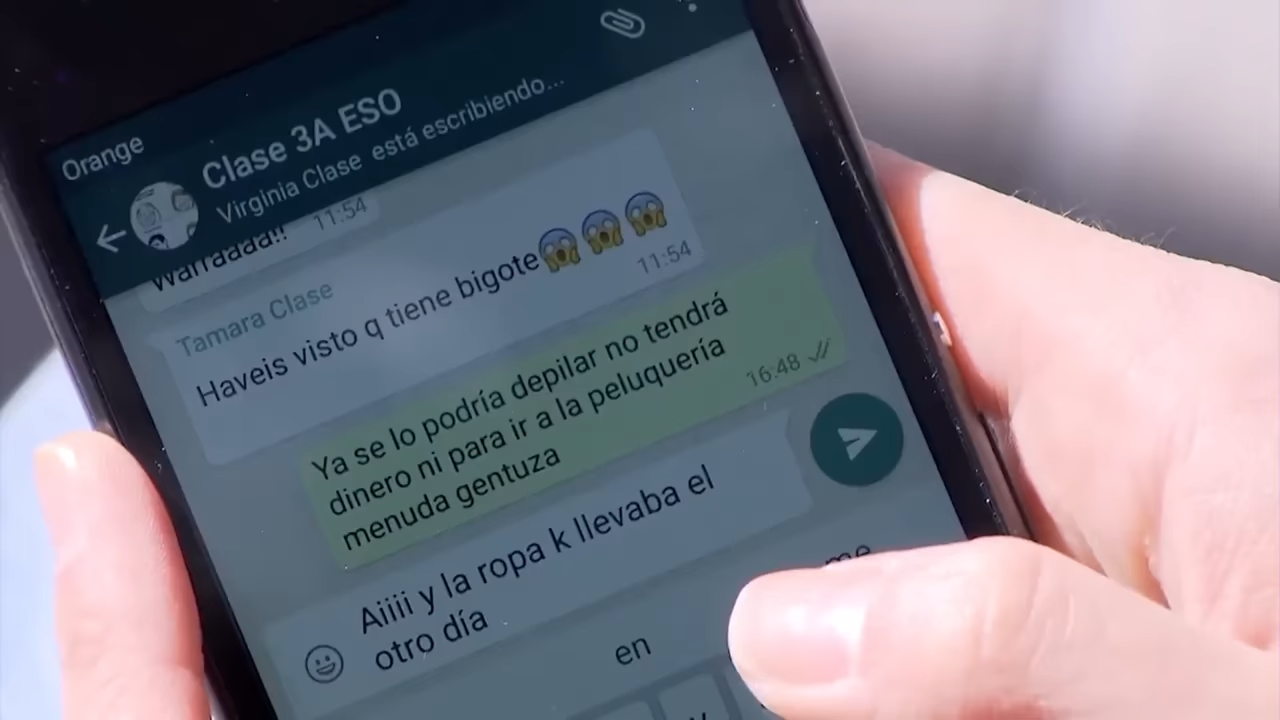 Orange
Clase 3A ESO
Virginia Clase está escribiendo...
Warraaaa!! 11:54
Tamara Clase
Haveis visto q tiene bigote😱😱😱
11:54
Ya se lo podría depilar no tendrá
dinero ni para ir a la peluquería
menuda gentuza
16:48
Aiiii y la ropa k llevaba el
otro día
en
me